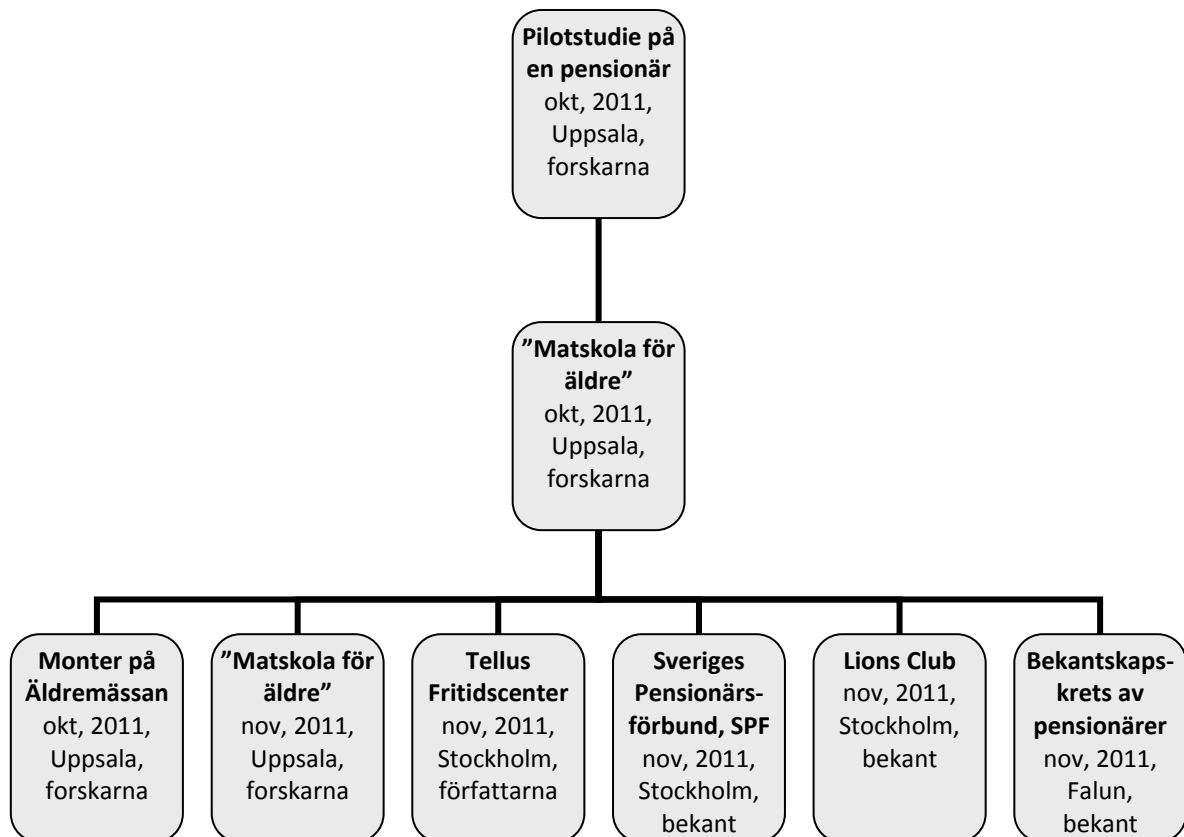 Pilotstudie på
en pensionär
okt, 2011,
Uppsala,
forskarna
”Matskola för
äldre”
okt, 2011,
Uppsala,
forskarna
Monter på
Äldremässan
okt, 2011,
Uppsala,
forskarna
”Matskola för
äldre”
nov, 2011,
Uppsala,
forskarna
Tellus
Fritidscenter
nov, 2011,
Stockholm,
författarna
Sveriges
Pensionärs-
förbund, SPF
nov, 2011,
Stockholm,
bekant
Lions Club
nov, 2011,
Stockholm,
bekant
Bekantskaps-
krets av
pensionärer
nov, 2011,
Falun,
bekant